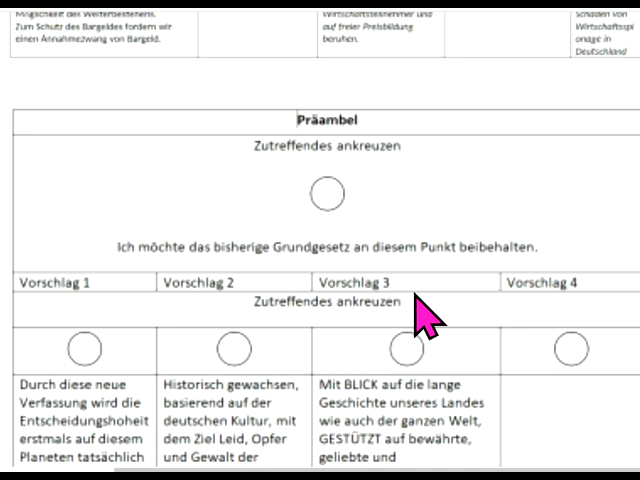 Möglichkeit des Weiterbestehens.
Zum Schutz des Bargeldes fordern wir
einen Annahmezwang von Bargeld.
Wirtschaftsteilnehmer und
auf freier Preisbildung
beruhen.
Schäden von
Wirtschaftsspi
onage in
Deutschland
Präambel
Zutreffendes ankreuzen
Ich möchte das bisherige Grundgesetz an diesem Punkt beibehalten.
Vorschlag 1
Vorschlag 2
Vorschlag 3
Vorschlag 4
Zutreffendes ankreuzen
Durch diese neue
Verfassung wird die
Entscheidungshoheit
erstmals auf diesem
Planeten tatsächlich
Historisch gewachsen,
basierend auf der
deutschen Kultur, mit
dem Ziel Leid, Opfer
und Gewalt der
Mit BLICK auf die lange
Geschichte unseres Landes
wie auch der ganzen Welt,
GESTÜTZT auf bewährte,
geliebte und